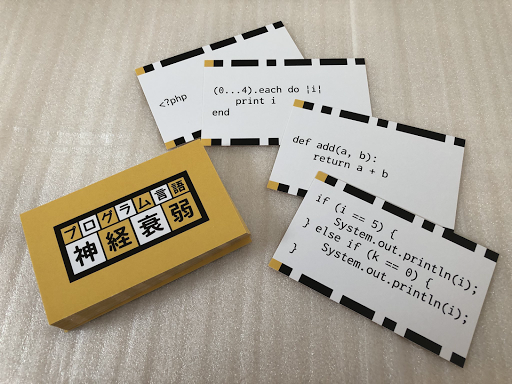 プログラム言語
神経衰弱
<?php
(0...4).each do |i|
    print i
end
def add(a, b):
    return a + b
if (i == 5) {
    System.out.println(i);
} else if (k == 0) {
    System.out.println(i);
}